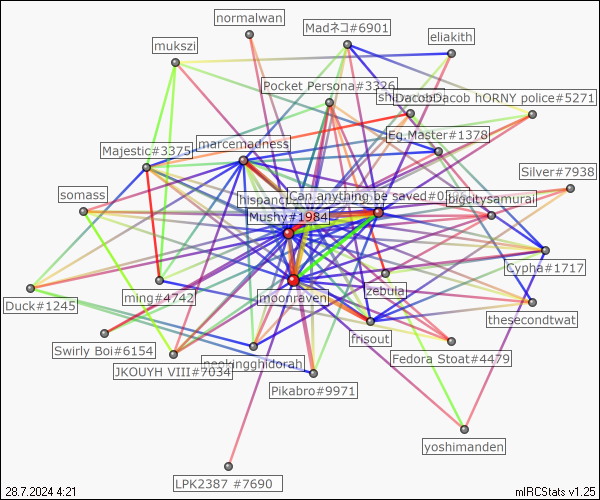 normalwan
Madネコ#6901
eliakith
mukszi
Pocket Persona#3326
DacobDacob hORNY police#5271
Eg.Master#1378
marcemadness
Majestic#3375
Silver#7938
somass
Can anything be saved#0
bigcitysamurai
Mushy#1984
Cypha#1717
moonraven
zebula
Duck#1245
ming#4742
thesecondtwat
frisout
Swirly Boi#6154
Fedora Stoat#4479
JKOUYH VIII#7034
Pikabro#9971
yoshimanden
LPK2387 #7690
28.7.2024 4:21
mIRCStats v1.25